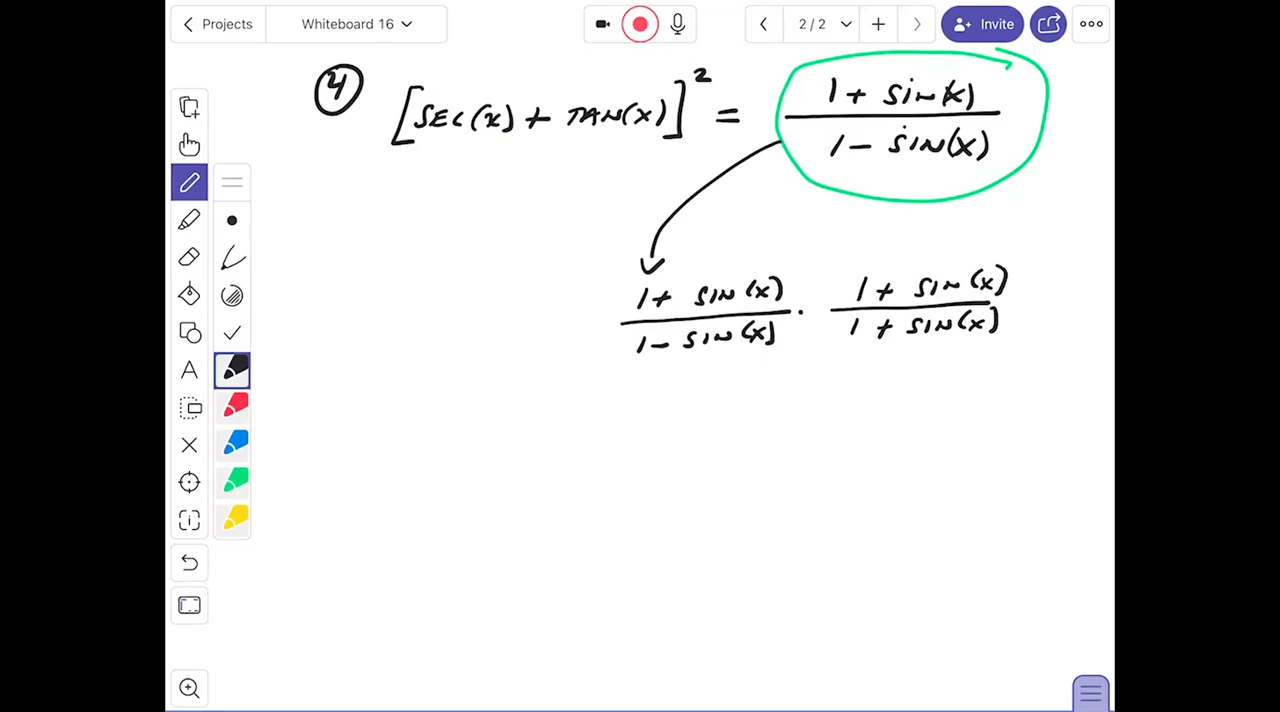 Projects
Whiteboard 16
2 / 2
Invite
4
[SEC(x) + TAN(x)]² = 1 + sin(x)
1 - sin(x)
1 + sin(x) · 1 + sin(x)
1 - sin(x) 1 + sin(x)
A